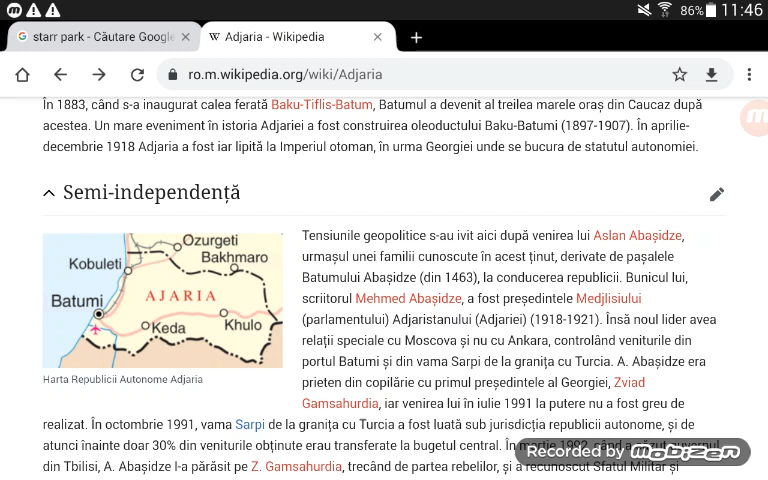 86% 11:46
starr park - Căutare Google
W Adjaria - Wikipedia
ro.m.wikipedia.org/wiki/Adjaria
În 1883, când s-a inaugurat calea ferată Baku-Tiflis-Batum, Batumul a devenit al treilea marele oraș din Caucaz după
acestea. Un mare eveniment în istoria Adjariei a fost construirea oleoductului Baku-Batumi (1897-1907). În aprilie-
decembrie 1918 Adjaria a fost iar lipită la Imperiul otoman, în urma Georgiei unde se bucura de statutul autonomiei.
Semi-independență
Ozurgeti
Bakhmaro
Kobuleti
Batumi
AJARIA
Keda
Khulo
Harta Republicii Autonome Adjaria
Tensiunile geopolitice s-au ivit aici după venirea lui Aslan Abașidze,
urmașul unei familii cunoscute în acest ținut, derivate de pașalele
Batumului Abașidze (din 1463), la conducerea republicii. Bunicul lui,
scriitorul Mehmed Abașidze, a fost președintele Medjlisiului
(parlamentului) Adjaristanului (Adjariei) (1918-1921). Însă noul lider avea
relații speciale cu Moscova și nu cu Ankara, controlând veniturile din
portul Batumi și din vama Sarpi de la granița cu Turcia. A. Abașidze era
prieten din copilărie cu primul președintele al Georgiei, Zviad
Gamsahurdia, iar venirea lui în iulie 1991 la putere nu a fost greu de
realizat. În octombrie 1991, vama Sarpi de la granița cu Turcia a fost luată sub jurisdicția republicii autonome, și de
atunci înainte doar 30% din veniturile obținute erau transferate la bugetul central. În martie 1992, când a căzut guvernul
din Tbilisi, A. Abașidze l-a părăsit pe Z. Gamsahurdia, trecând de partea rebelilor, și a recunoscut Sfatul Militar și
Recorded by MOBIZEN